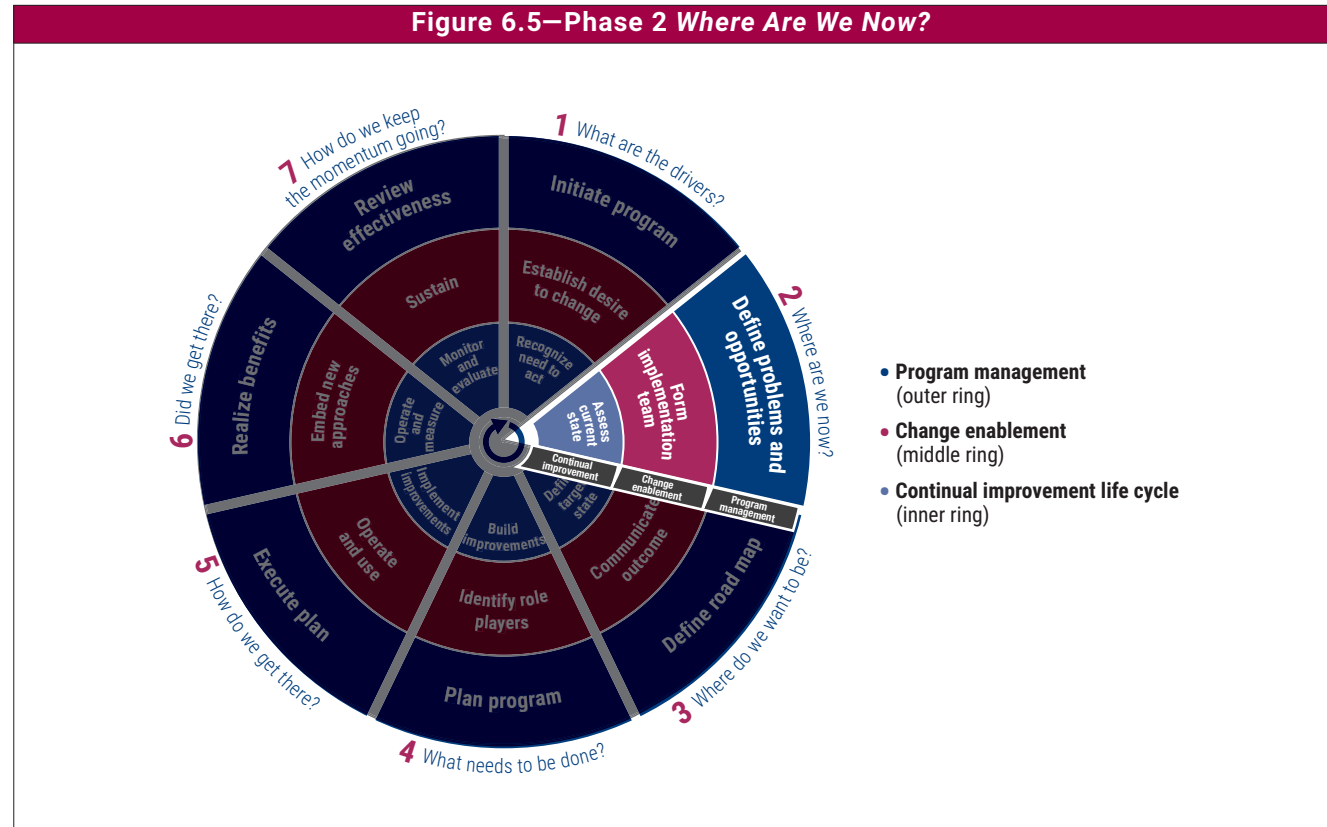 Figure 6.5—Phase 2 Where Are We Now?
1 What are the drivers?
Initiate program
Establish desire
to change
Recognize
need to
act
2 Where are we now?
Define problems and
opportunities
Form
implementation
team
Assess
current
state
Continual
improvement
Change
enablement
Program
management
3 Where do we want to be?
Define road map
Communicate
outcome
Define
target
state
4 What needs to be done?
Plan program
Identify role
players
Build
improvements
5 How do we get there?
Execute plan
Operate
and use
Implement
improvements
6 Did we get there?
Realize benefits
Embed new
approaches
Operate
and
measure
7 How do we keep
the momentum going?
Review
effectiveness
Sustain
Monitor
and
evaluate
• Program management
(outer ring)
• Change enablement
(middle ring)
• Continual improvement life cycle
(inner ring)